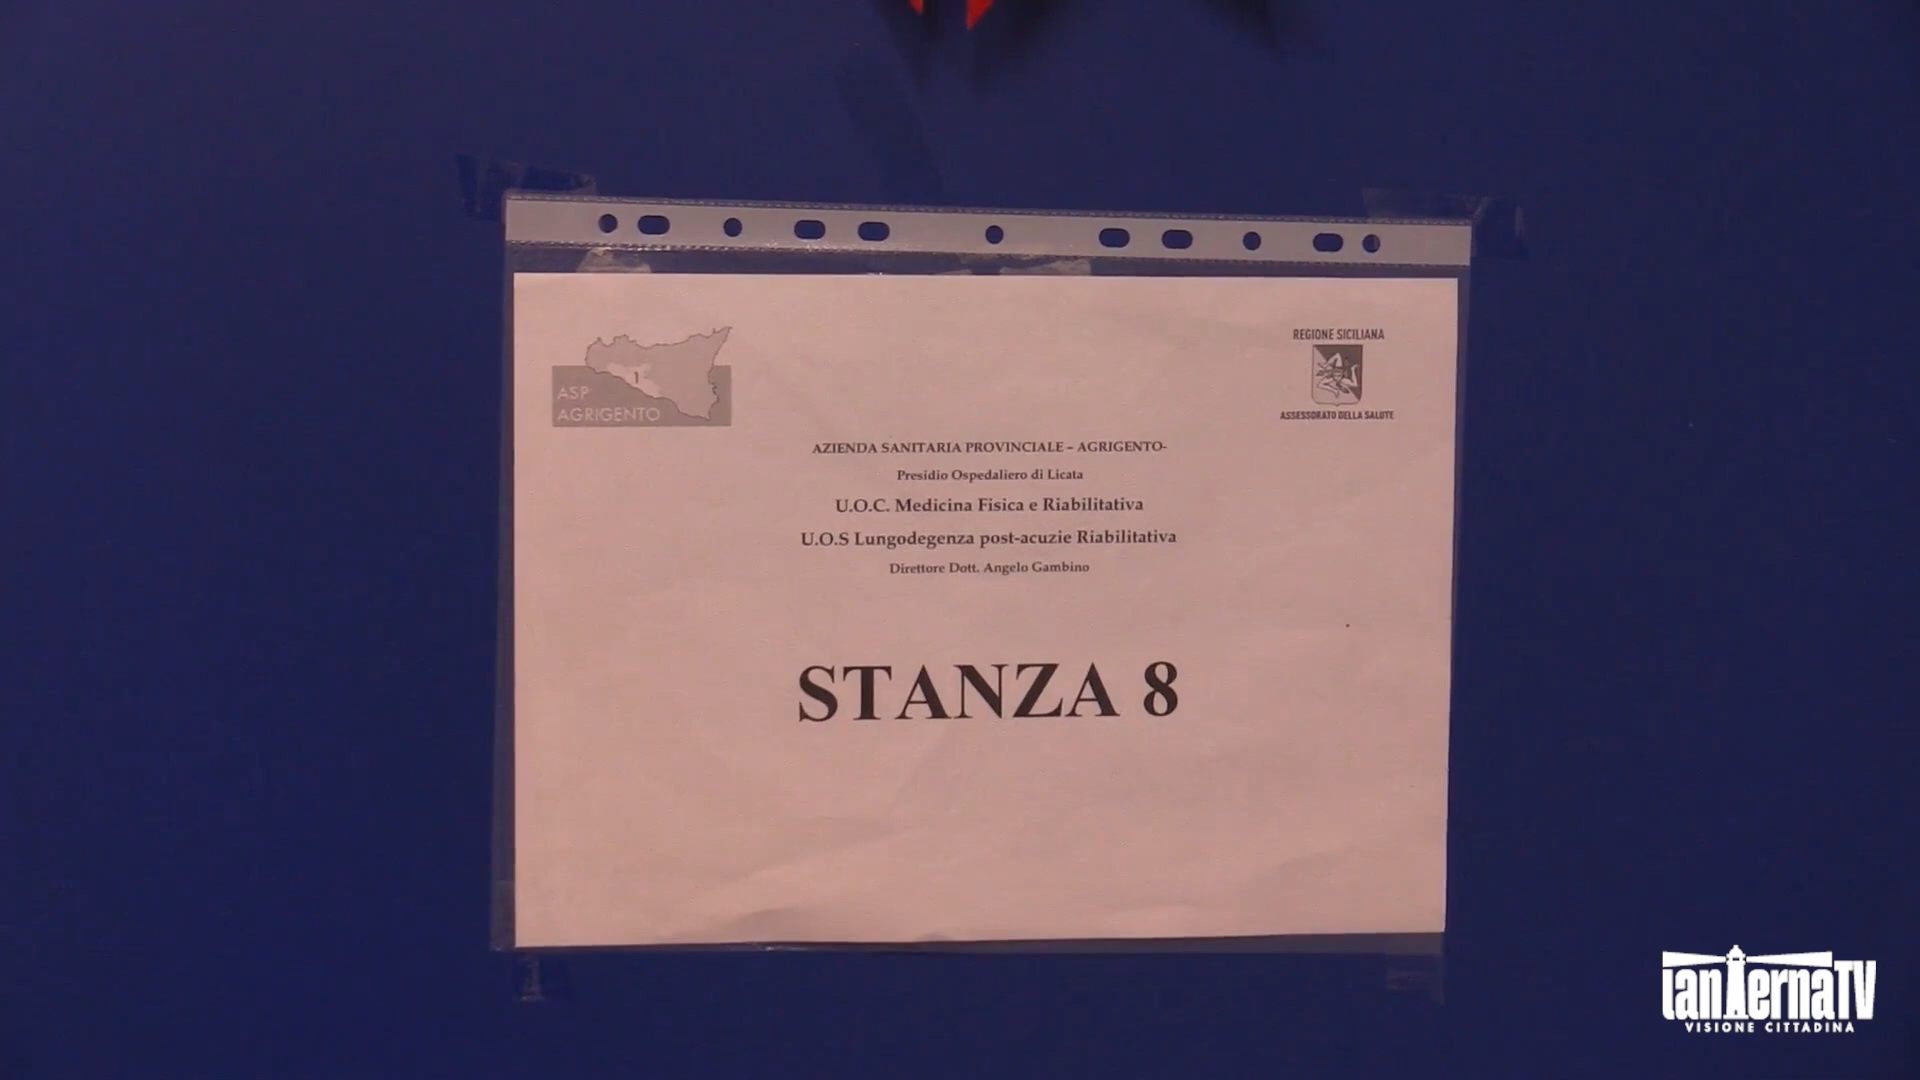 REGIONE SICILIANA
1
ASP
AGRIGENTO
ASSESSORATO DELLA SALUTE
AZIENDA SANITARIA PROVINCIALE – AGRIGENTO-
Presidio Ospedaliero di Licata
U.O.C. Medicina Fisica e Riabilitativa
U.O.S Lungodegenza post-acuzie Riabilitativa
Direttore Dott. Angelo Gambino
STANZA 8
lanternaTV
VISIONE CITTADINA